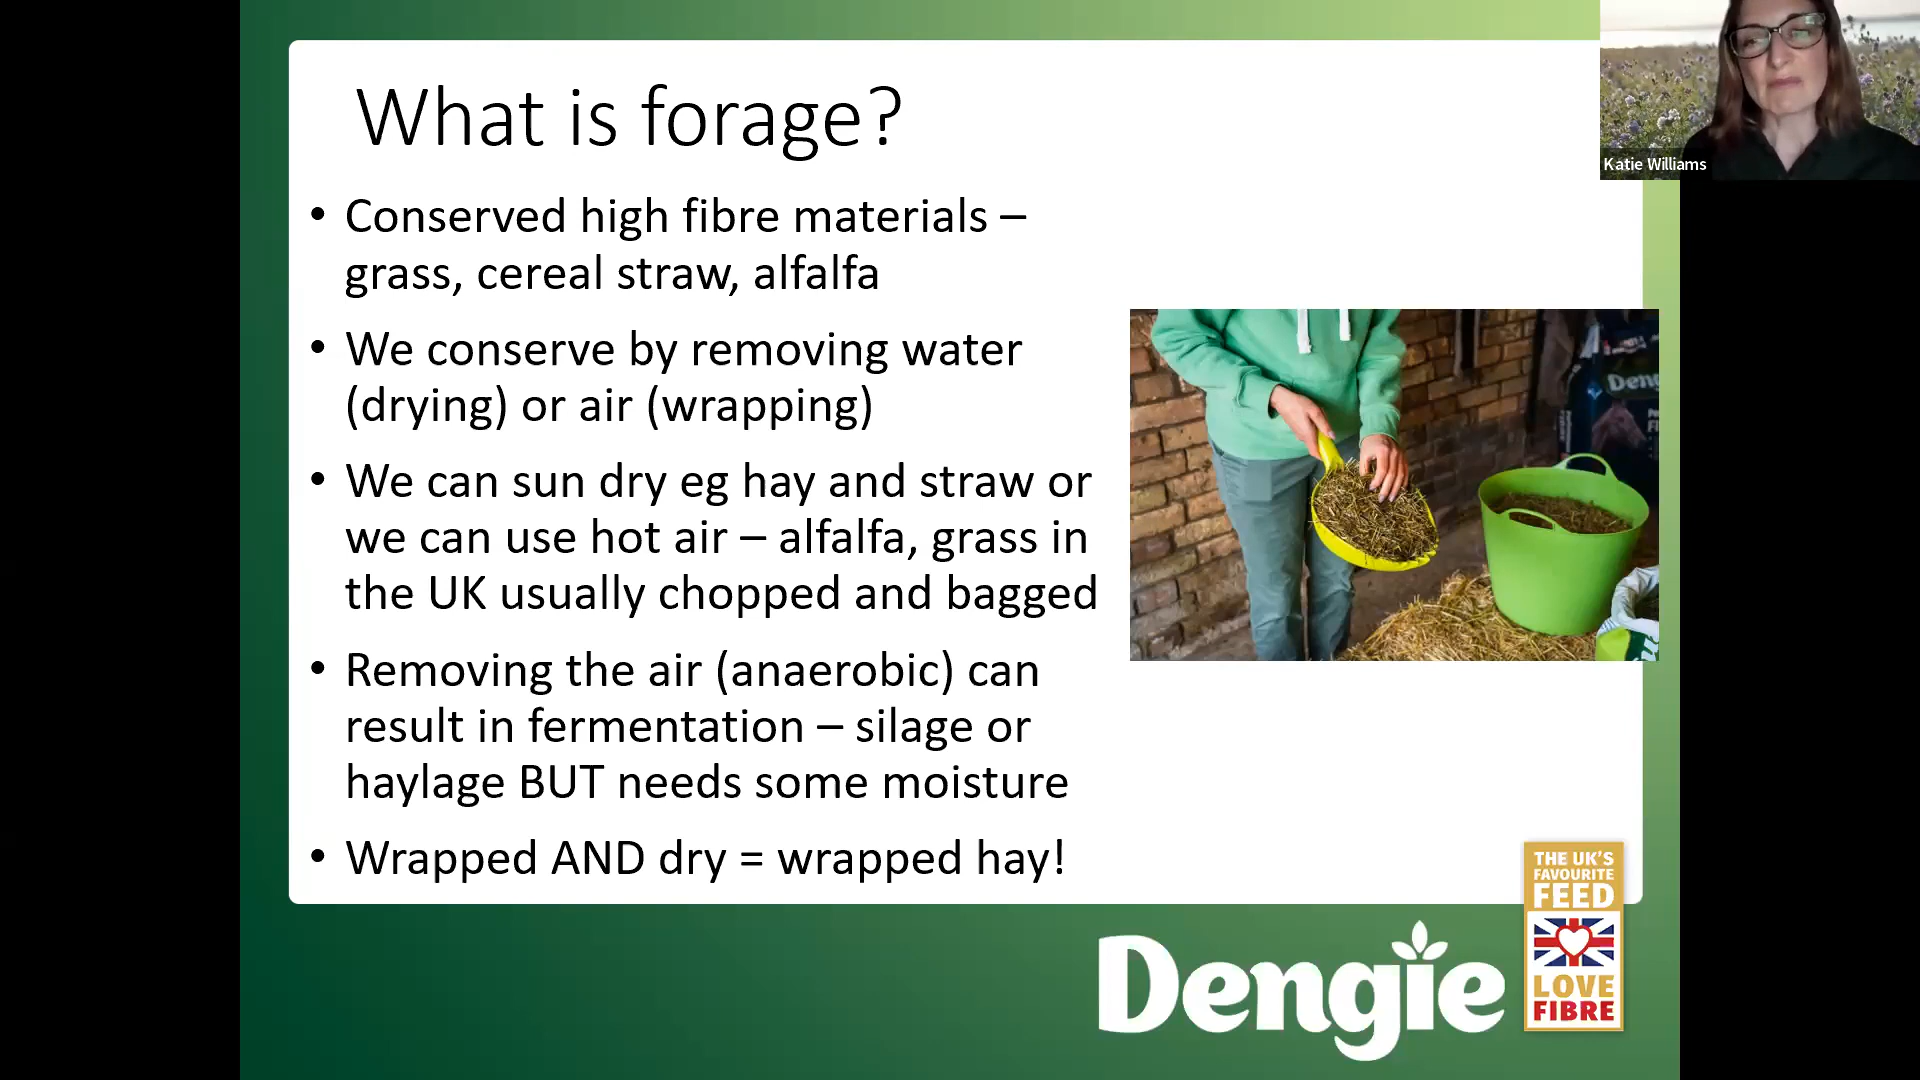 What is forage?
Katie Williams
• Conserved high fibre materials –
grass, cereal straw, alfalfa
• We conserve by removing water
(drying) or air (wrapping)
• We can sun dry eg hay and straw or
we can use hot air – alfalfa, grass in
the UK usually chopped and bagged
• Removing the air (anaerobic) can
result in fermentation – silage or
haylage BUT needs some moisture
• Wrapped AND dry = wrapped hay!
THE UK'S
FAVOURITE
FEED
LOVE
FIBRE
Dengie